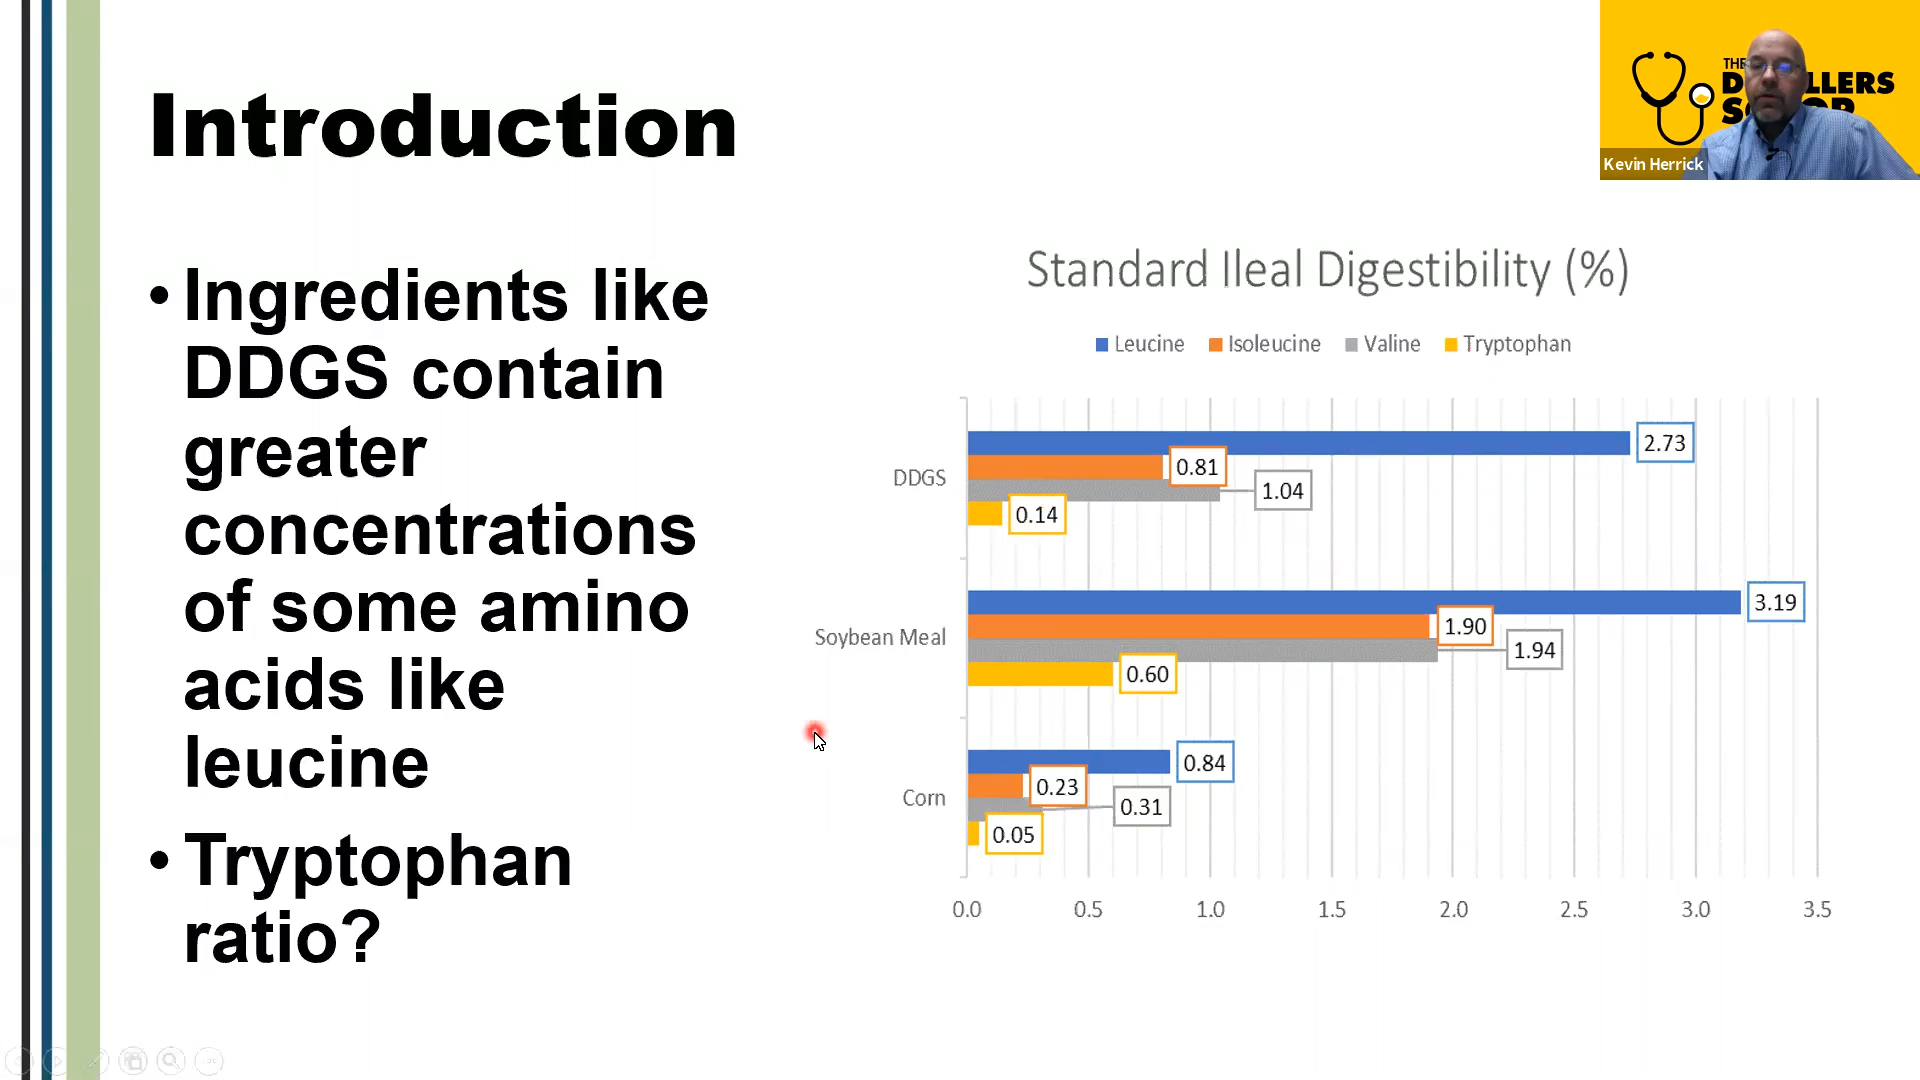 Introduction
• Ingredients like
DDGS contain
greater
concentrations
of some amino
acids like
leucine
• Tryptophan
ratio?
THE
LLERS
Kevin Herrick
Standard Ileal Digestibility (%)
Leucine Isoleucine Valine Tryptophan
DDGS
2.73
0.81
1.04
0.14
Soybean Meal
3.19
1.90
1.94
0.60
Corn
0.84
0.23
0.31
0.05
0.0 0.5 1.0 1.5 2.0 2.5 3.0 3.5